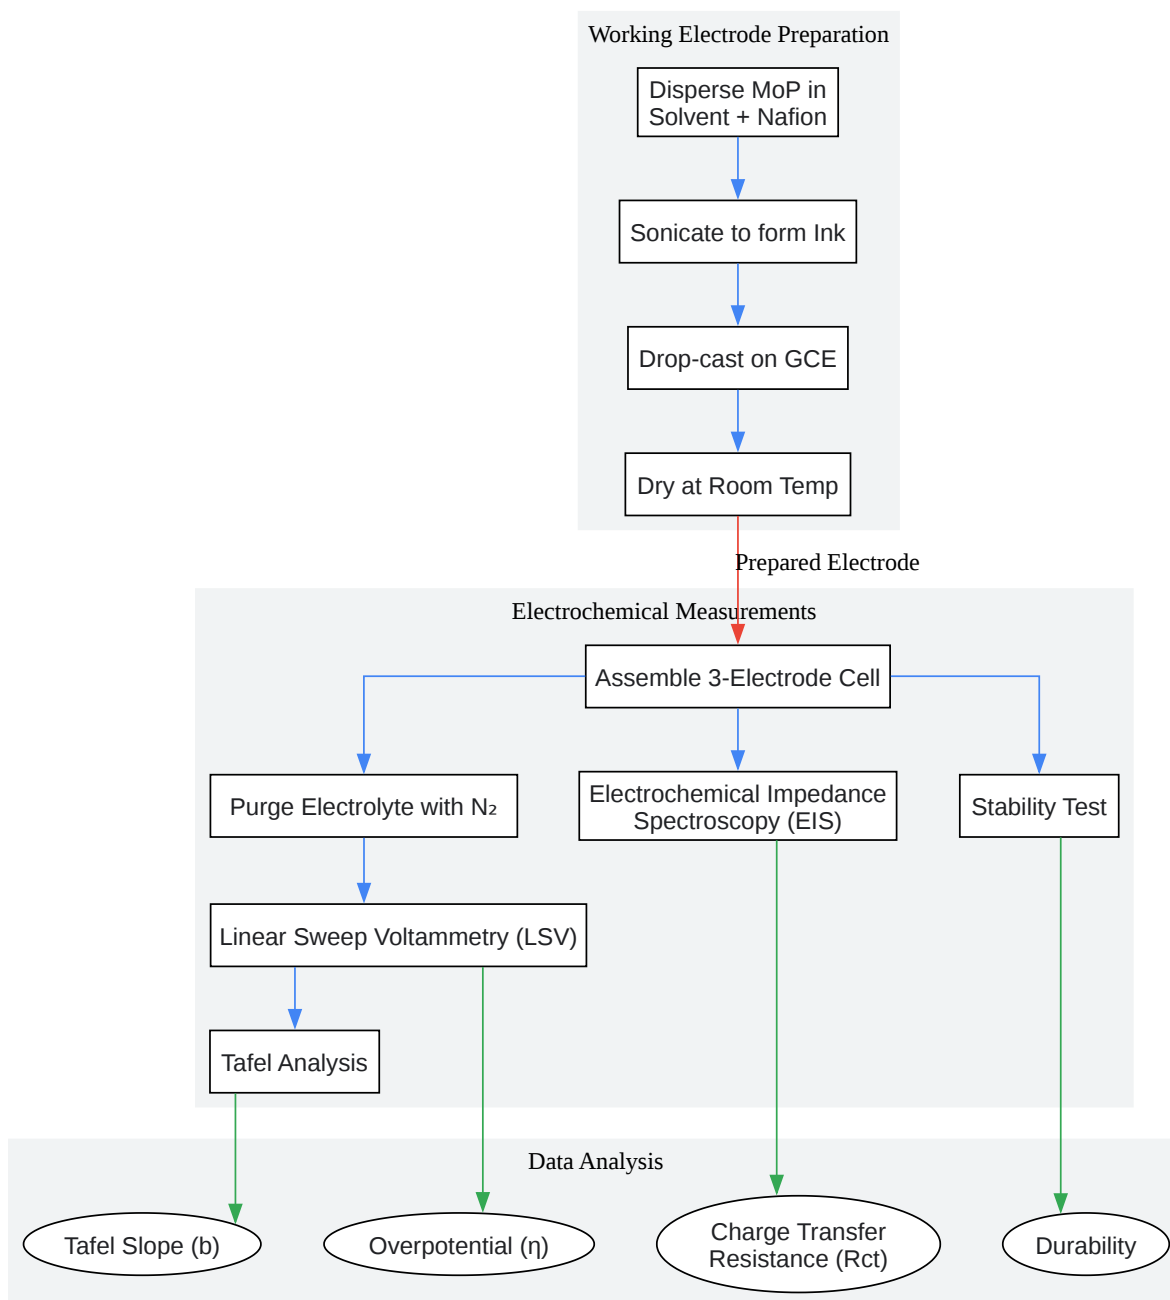 Working Electrode Preparation
Disperse MoP in
Solvent + Nafion
Sonicate to form Ink
Drop-cast on GCE
Dry at Room Temp
Prepared Electrode
Electrochemical Measurements
Assemble 3-Electrode Cell
Purge Electrolyte with N₂
Electrochemical Impedance
Spectroscopy (EIS)
Stability Test
Linear Sweep Voltammetry (LSV)
Tafel Analysis
Data Analysis
Tafel Slope (b)
Overpotential (η)
Charge Transfer
Resistance (Rct)
Durability